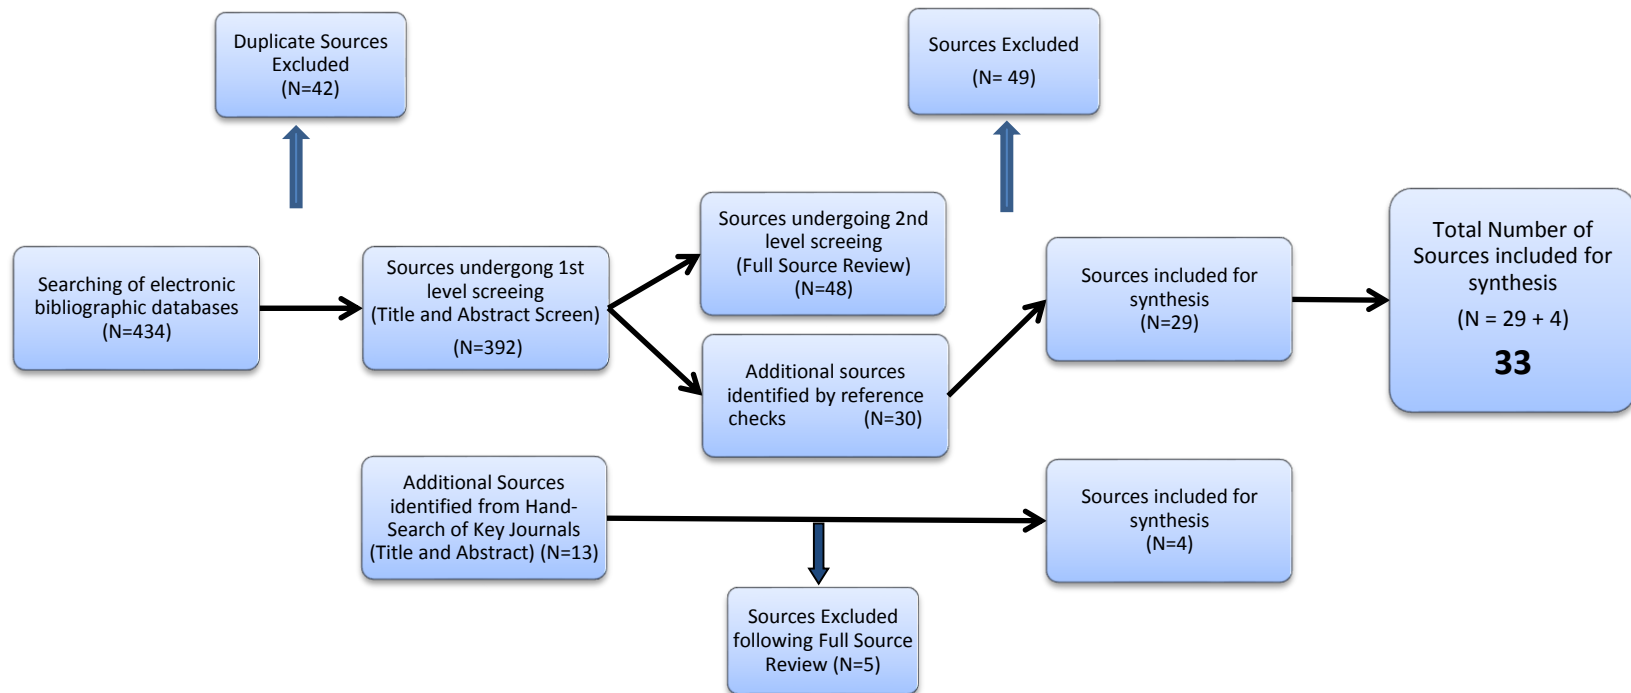 Duplicate Sources
Excluded
(N=42)
Sources Excluded
(N= 49)
Searching of electronic
bibliographic databases
(N=434)
Sources undergong 1st
level screeing
(Title and Abstract Screen)
(N=392)
Sources undergoing 2nd
level screeing
(Full Source Review)
(N=48)
Additional sources
identified by reference
checks (N=30)
Sources included for
synthesis
(N=29)
Total Number of
Sources included for
synthesis
(N = 29 + 4)
33
Additional Sources
identified from Hand-
Search of Key Journals
(Title and Abstract) (N=13)
Sources included for
synthesis
(N=4)
Sources Excluded
following Full Source
Review (N=5)